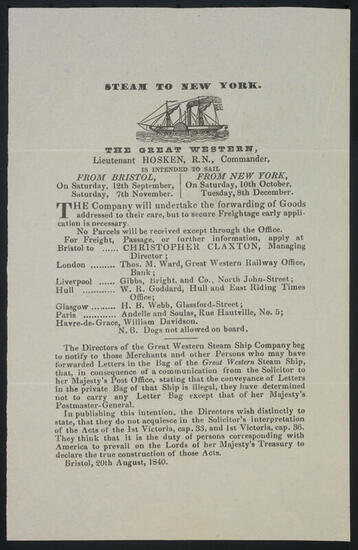 STEAM TO NEW YORK.
THE GREAT WESTERN,
Lieutenant HOSKEN, R.N., Commander,
IS INTENDED TO SAIL
FROM BRISTOL,
On Saturday, 12th September,
Saturday, 7th November.
FROM NEW YORK,
On Saturday, 10th October,
Tuesday, 8th December.
THE Company will undertake the forwarding of Goods
addressed to their care, but to secure Freightage early appli-
cation is necessary.
No Parcels will be received except through the Office.
For Freight, Passage, or further information, apply at
Bristol to ...... CHRISTOPHER CLAXTON, Managing
Director;
London ......... Thos. M. Ward, Great Western Railway Office,
Bank;
Liverpool ...... Gibbs, Bright, and Co., North John-Street;
Hull ............ W. R. Goddard, Hull and East Riding Times
Office;
Glasgow ......... H. B. Webb, Glassford-Street;
Paris ............ Andelle and Soulas, Rue Hautville, No. 5;
Havre-de-Grace, William Davidson.
N. B. Dogs not allowed on board.
The Directors of the Great Western Steam Ship Company beg
to notify to those Merchants and other Persons who may have
forwarded Letters in the Bag of the Great Western Steam Ship,
that, in consequence of a communication from the Solicitor to
her Majesty's Post Office, stating that the conveyance of Letters
in the private Bag of that Ship is illegal, they have determined
not to carry any Letter Bag except that of her Majesty's
Postmaster-General.
In publishing this intention, the Directors wish distinctly to
state, that they do not acquiesce in the Solicitor's interpretation
of the Acts of the 1st Victoria, cap. 33, and 1st Victoria, cap. 36.
They think that it is the duty of persons corresponding with
America to prevail on the Lords of her Majesty's Treasury to
declare the true construction of those Acts.
Bristol, 20th August, 1840.